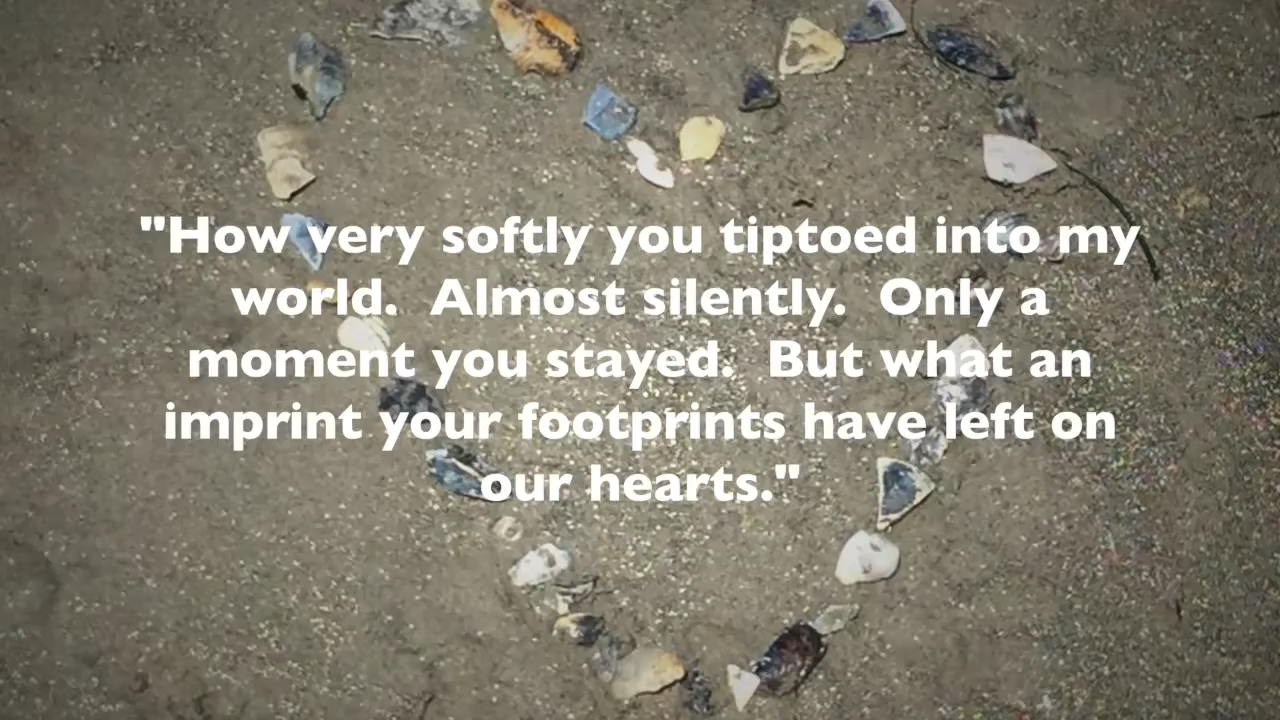 "How very softly you tiptoed into my
world.  Almost silently.  Only a
moment you stayed.  But what an
imprint your footprints have left on
our hearts."